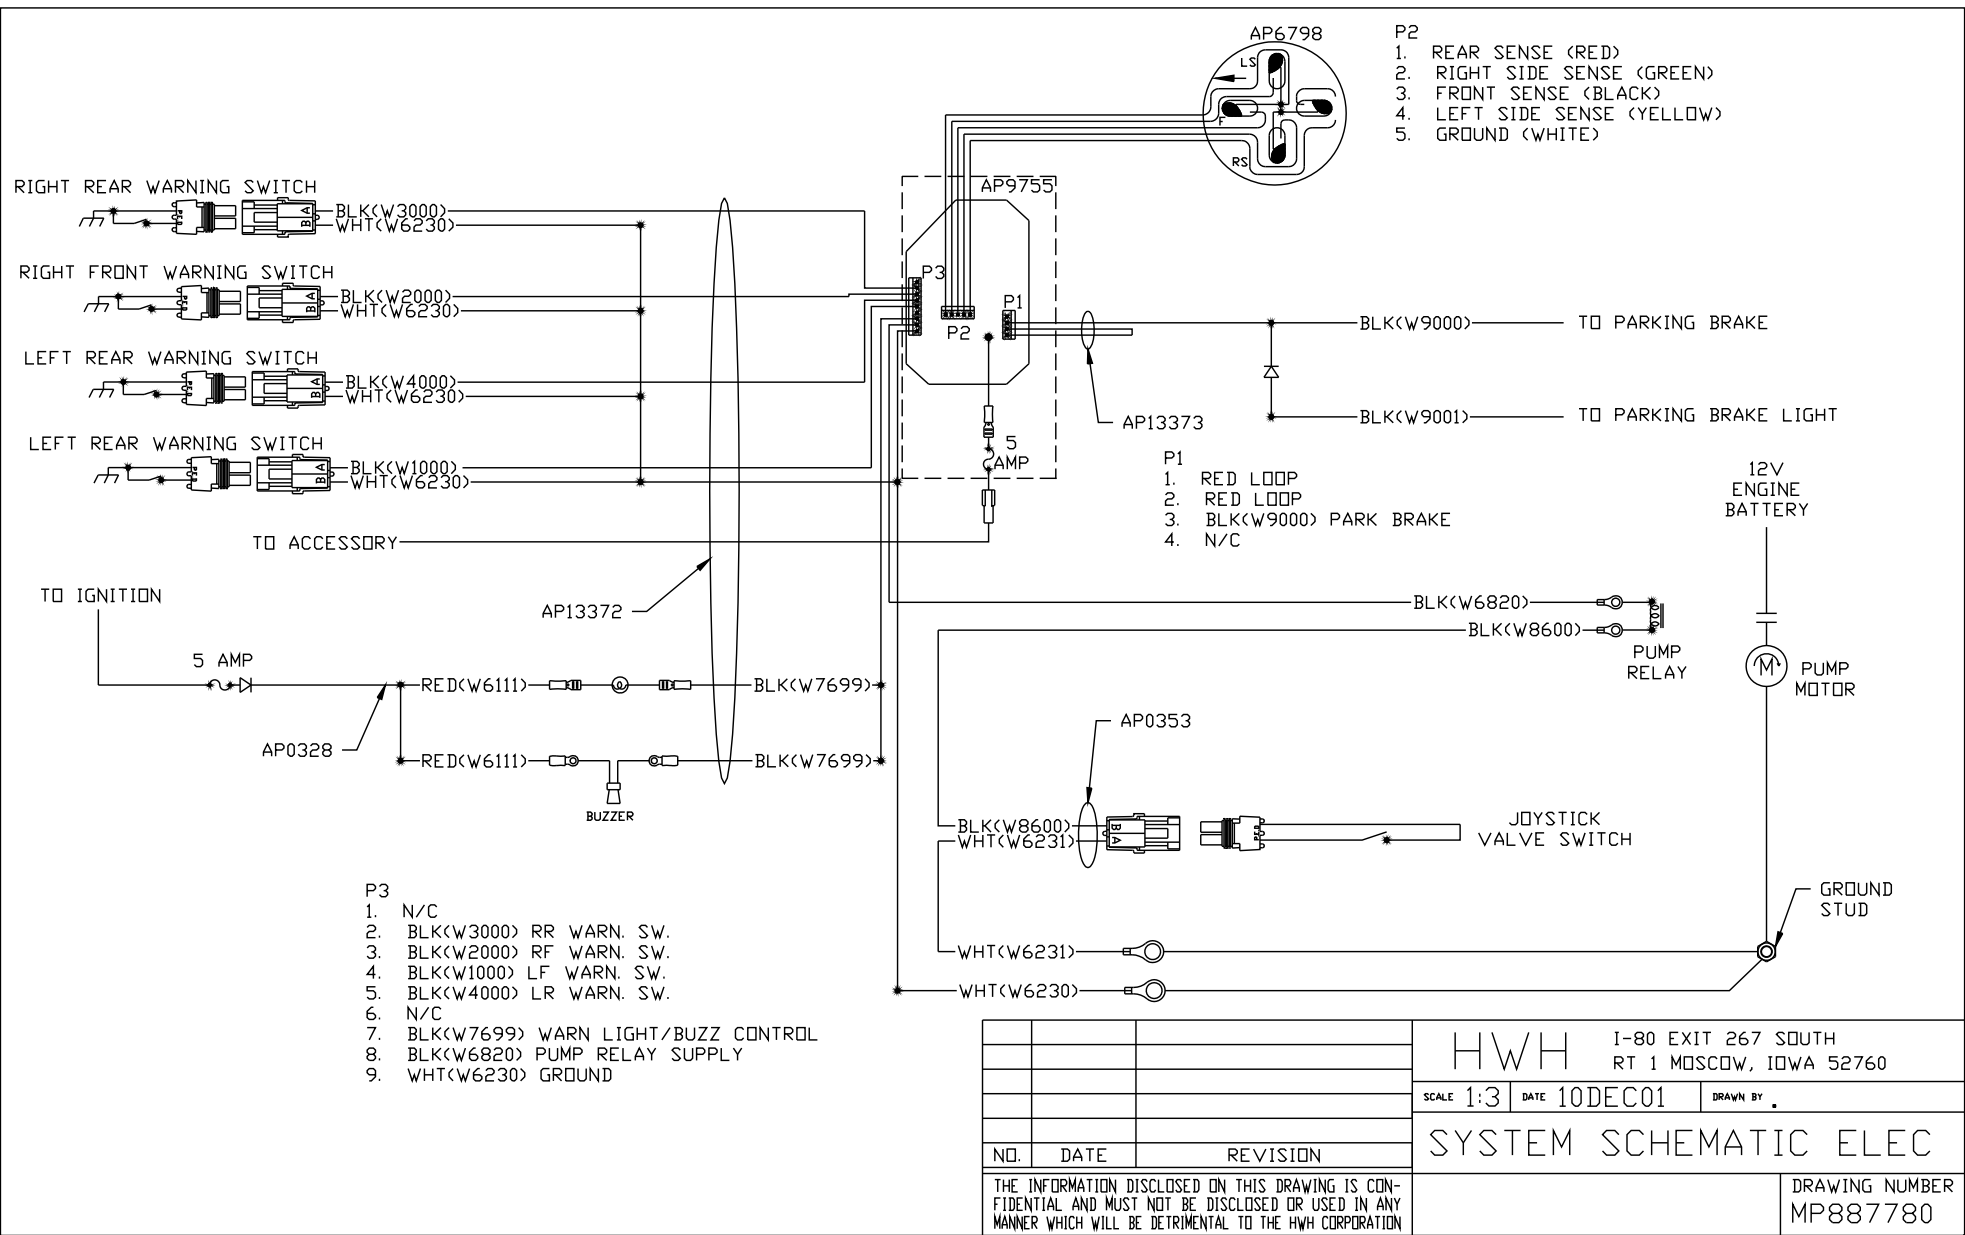 AP6798
LS
F
RS
P2
1. REAR SENSE (RED)
2. RIGHT SIDE SENSE (GREEN)
3. FRONT SENSE (BLACK)
4. LEFT SIDE SENSE (YELLOW)
5. GROUND (WHITE)
RIGHT REAR WARNING SWITCH
A
B
BLK(W3000)
WHT(W6230)
AP9755
RIGHT FRONT WARNING SWITCH
A
B
BLK(W2000)
WHT(W6230)
P3
P2
P1
BLK(W9000)
TO PARKING BRAKE
LEFT REAR WARNING SWITCH
A
B
BLK(W4000)
WHT(W6230)
BLK(W9001)
TO PARKING BRAKE LIGHT
AP13373
LEFT REAR WARNING SWITCH
A
B
BLK(W1000)
WHT(W6230)
5
AMP
P1
1. RED LOOP
2. RED LOOP
3. BLK(W9000) PARK BRAKE
4. N/C
12V
ENGINE
BATTERY
TO ACCESSORY
TO IGNITION
AP13372
BLK(W6820)
BLK(W8600)
PUMP
RELAY
M
PUMP
MOTOR
5 AMP
RED(W6111)
BLK(W7699)
AP0328
RED(W6111)
BLK(W7699)
BUZZER
AP0353
BLK(W8600)
WHT(W6231)
B
A
JOYSTICK
VALVE SWITCH
GROUND
STUD
WHT(W6231)
WHT(W6230)
P3
1. N/C
2. BLK(W3000) RR WARN. SW.
3. BLK(W2000) RF WARN. SW.
4. BLK(W1000) LF WARN. SW.
5. BLK(W4000) LR WARN. SW.
6. N/C
7. BLK(W7699) WARN LIGHT/BUZZ CONTROL
8. BLK(W6820) PUMP RELAY SUPPLY
9. WHT(W6230) GROUND
NO. DATE REVISION
THE INFORMATION DISCLOSED ON THIS DRAWING IS CON-
FIDENTIAL AND MUST NOT BE DISCLOSED OR USED IN ANY
MANNER WHICH WILL BE DETRIMENTAL TO THE HWH CORPORATION
HWH
I-80 EXIT 267 SOUTH
RT 1 MOSCOW, IOWA 52760
SCALE 1:3 DATE 10DEC01 DRAWN BY .
SYSTEM SCHEMATIC ELEC
DRAWING NUMBER
MP887780